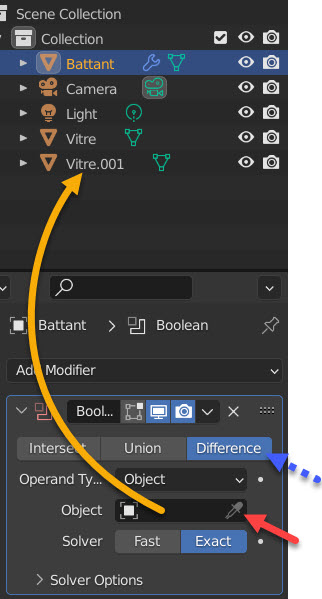 Scene Collection
Collection
Battant
Camera
Light
Vitre
Vitre.001
Battant > Boolean
Add Modifier
Bool...
Intersect Union Difference
Operand Ty... Object
Object
Solver Fast Exact
> Solver Options